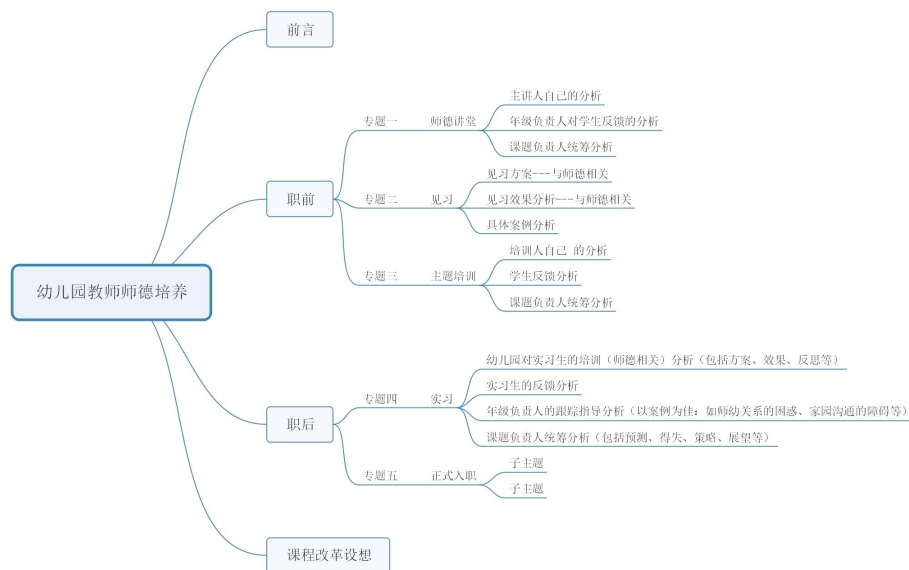 前言
主讲人自己的分析
专题一 师德讲堂 年级负责人对学生反馈的分析
课题负责人统筹分析
见习方案---与师德相关
职前 专题二 见习 见习效果分析---与师德相关
具体案例分析
培训人自己 的分析
专题三 主题培训 学生反馈分析
幼儿园教师师德培养
课题负责人统筹分析
幼儿园对实习生的培训（师德相关）分析（包括方案、效果、反思等）
实习生的反馈分析
专题四 实习
年级负责人的跟踪指导分析（以案例为佳：如师幼关系的困惑、家园沟通的障碍等）
职后
课题负责人统筹分析（包括预测、得失、策略、展望等）
子主题
专题五 正式入职
子主题
课程改革设想